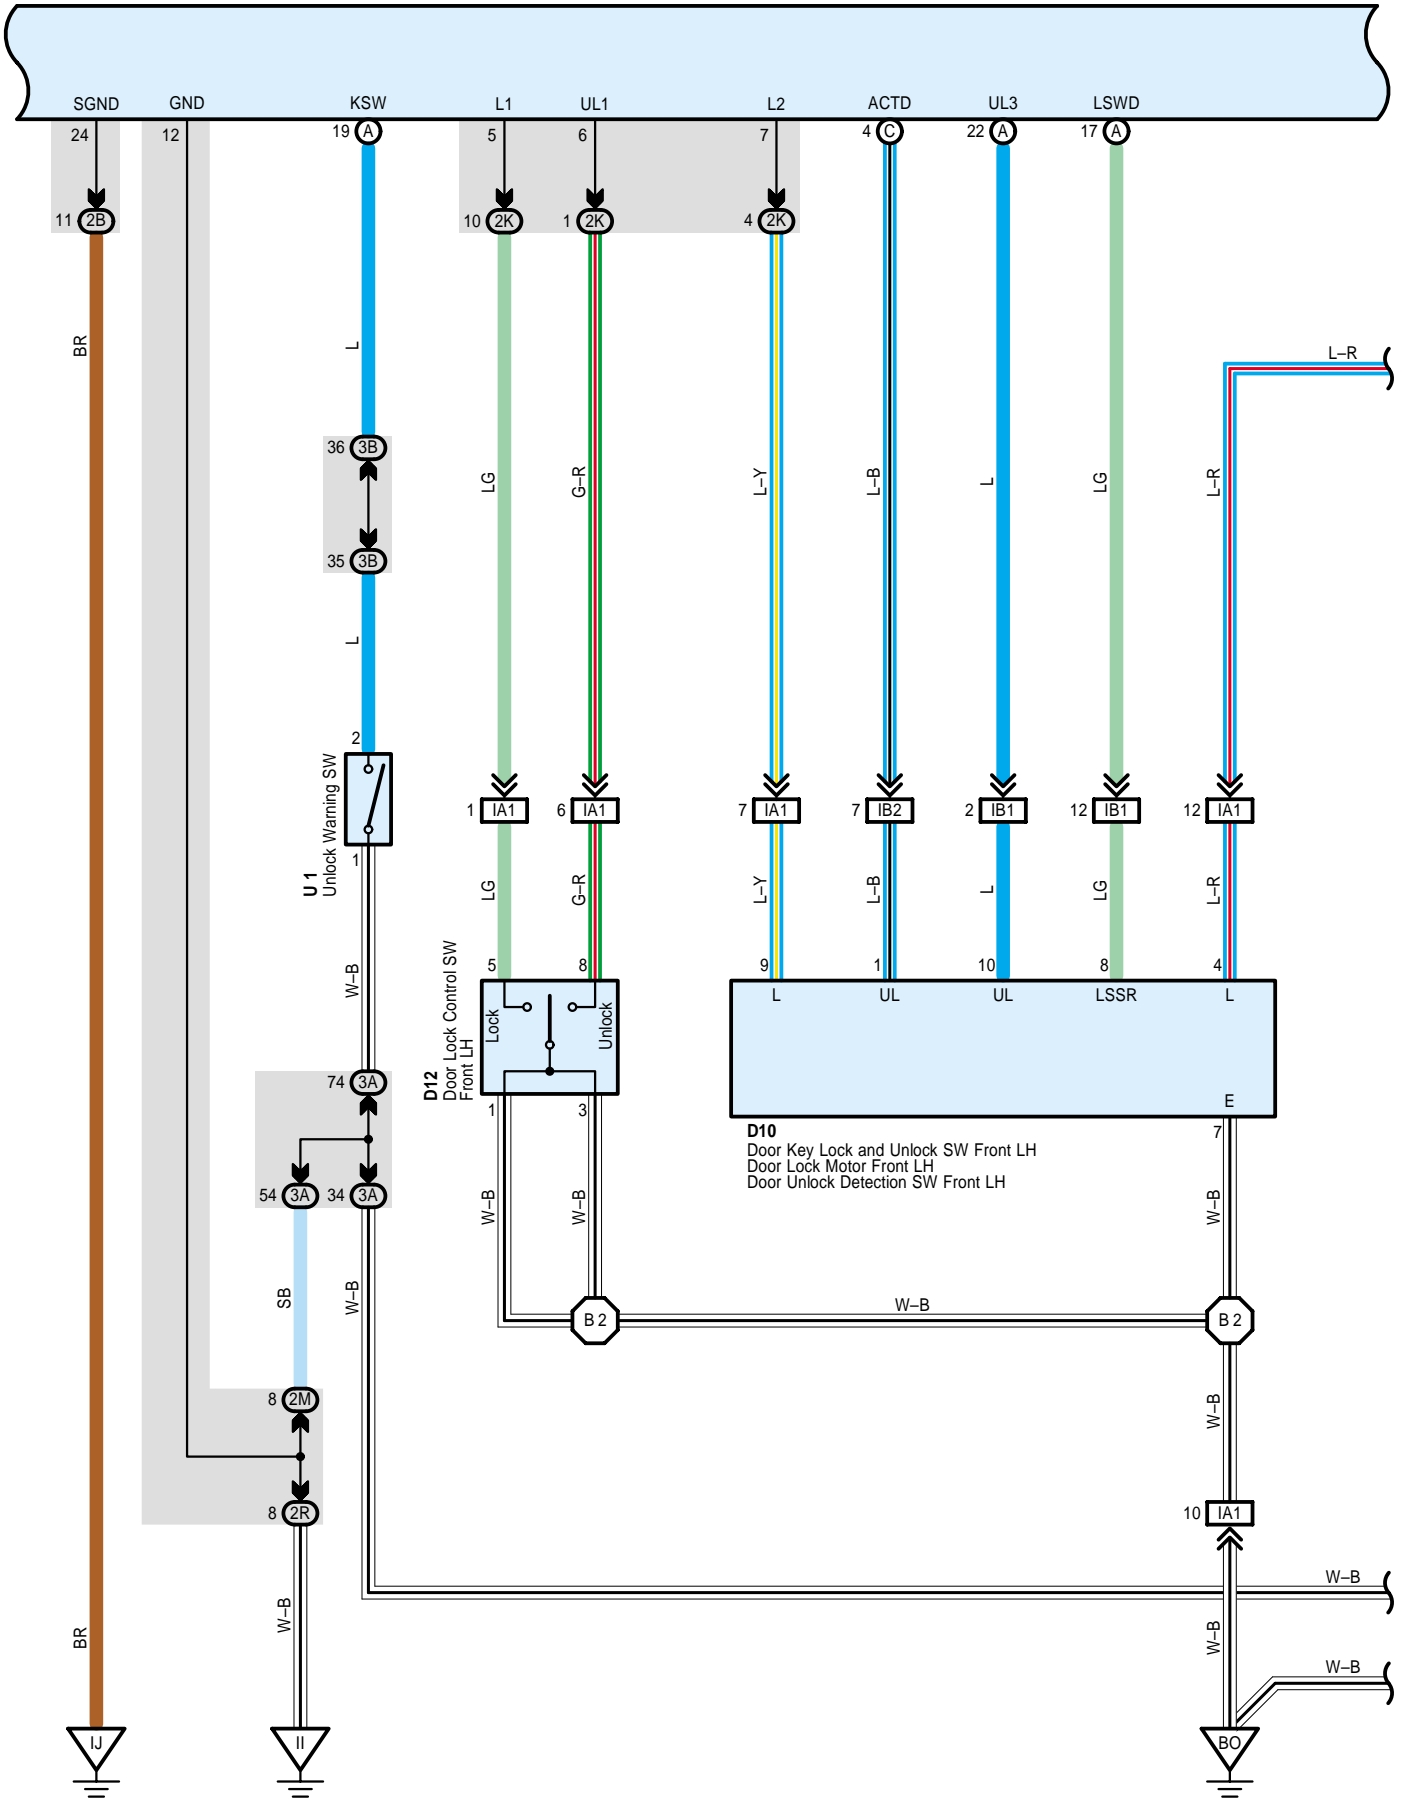 SGND GND KSW L1 UL1 L2 ACTD UL3 LSWD
24 12 19 A 5 6 7 4 C 22 A 17 A
11 2B 10 2K 1 2K 4 2K
BR L L–R
36 3B
LG G–R L–Y L–B L LG L–R
35 3B
L
2
U 1
Unlock Warning SW
1 IA1 6 IA1 7 IA1 7 IB2 2 IB1 12 IB1 12 IA1
1
LG G–R L–Y L–B L LG L–R
W–B
5 8 9 1 10 8 4
D12
Door Lock Control SW
Front LH
Lock Unlock
L UL UL LSSR L
74 3A
1 3
E
7
D10
Door Key Lock and Unlock SW Front LH
Door Lock Motor Front LH
Door Unlock Detection SW Front LH
54 3A 34 3A
W–B W–B W–B
SB W–B
W–B
B 2 B 2
8 2M
W–B
8 2R
10 IA1
W–B
BR W–B W–B
W–B
IJ II BO